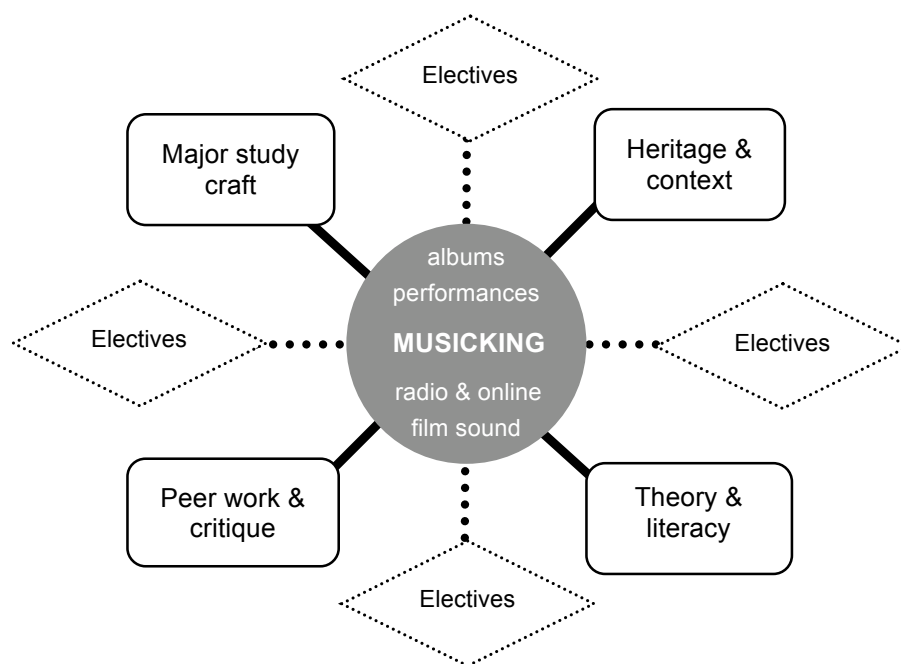 Electives
Major study
craft
Heritage &
context
albums
performances
Electives
MUSICKING
Electives
radio & online
film sound
Peer work &
critique
Theory &
literacy
Electives